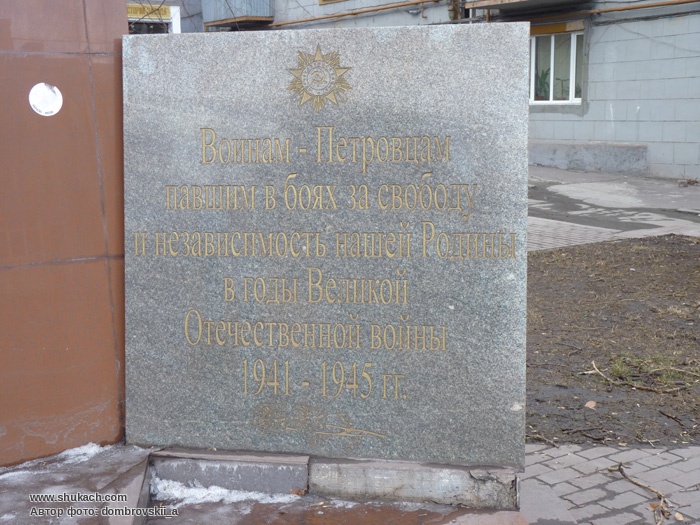 Воинам - Петровцам
павшим в боях за свободу
и независимость нашей Родины
в годы Великой
Отечественной войны
1941 - 1945 гг.
www.shukach.com
Автор фото: dombrovskii_a